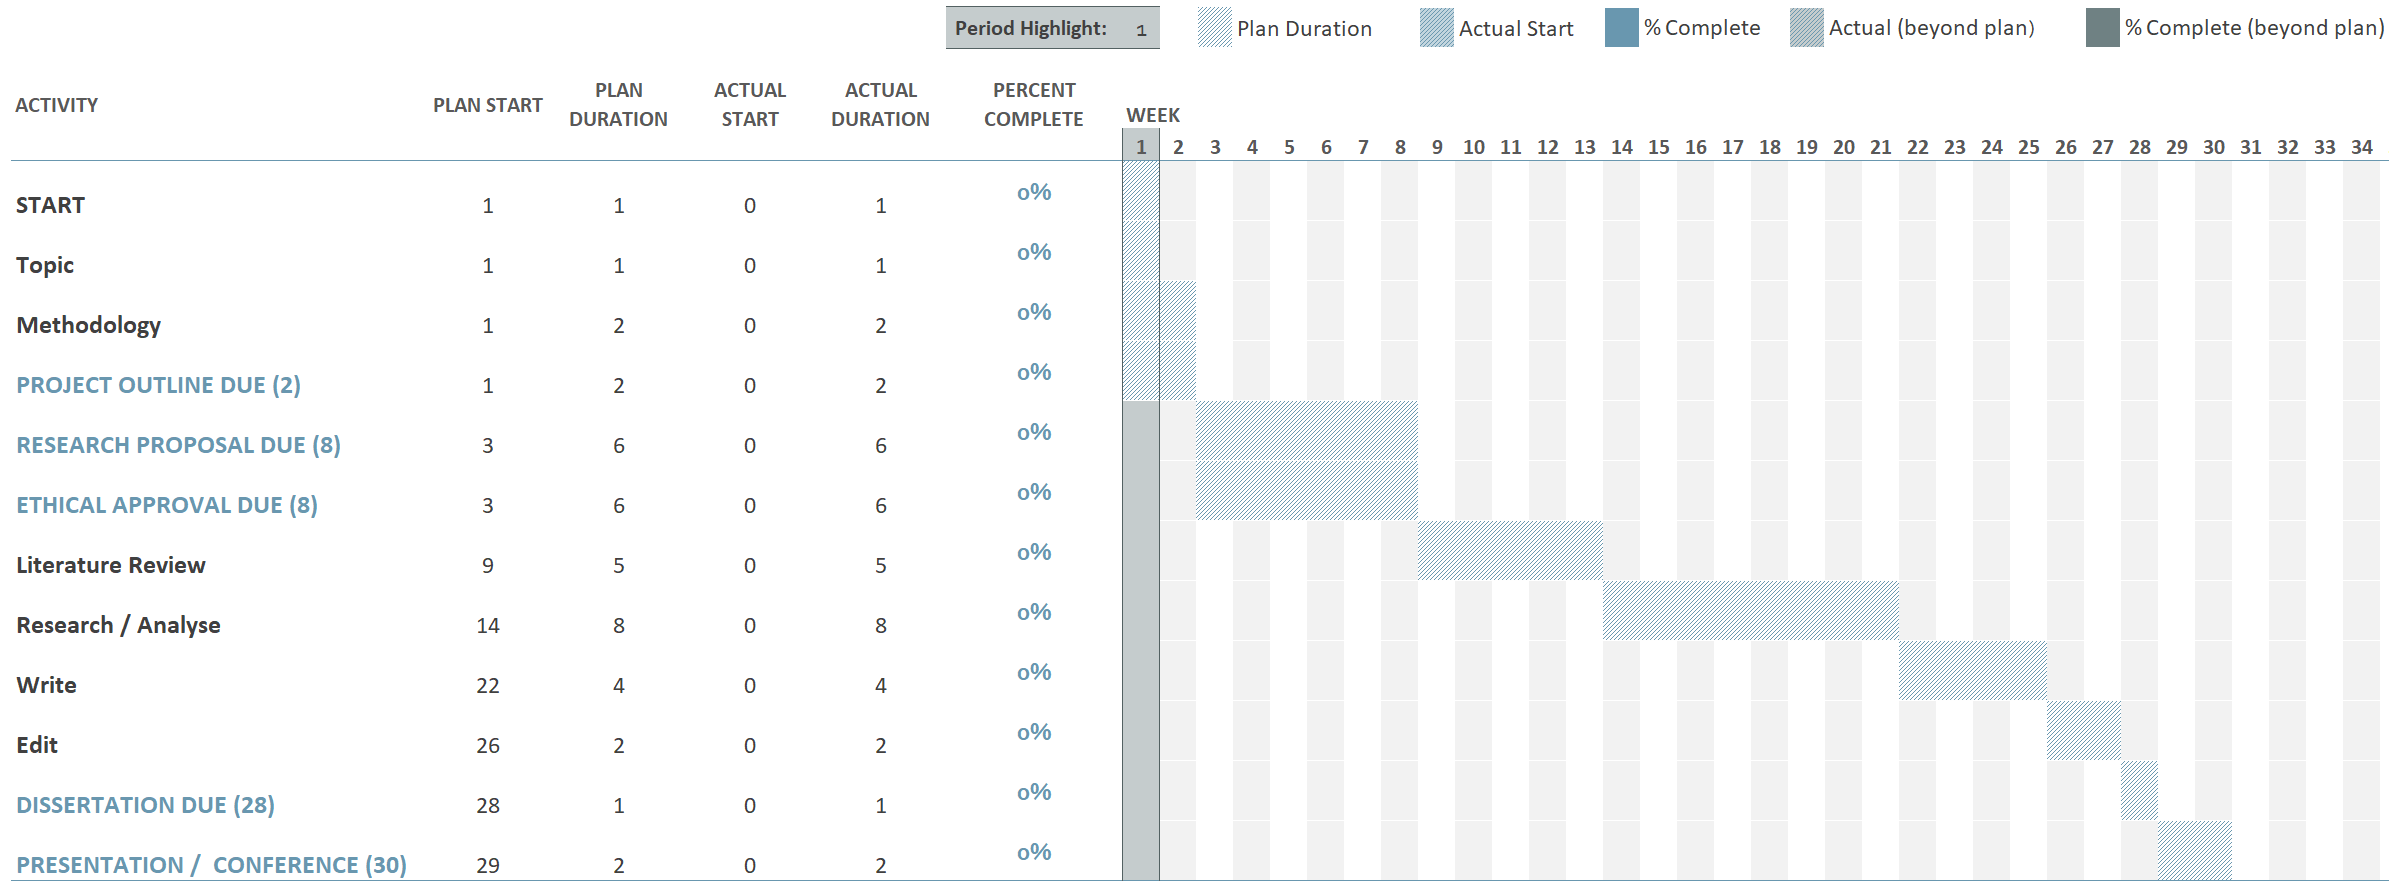 Period Highlight: 1 Plan Duration Actual Start % Complete Actual (beyond plan) % Complete (beyond plan)
ACTIVITY PLAN START PLAN DURATION ACTUAL START ACTUAL DURATION PERCENT COMPLETE WEEK
1 2 3 4 5 6 7 8 9 10 11 12 13 14 15 16 17 18 19 20 21 22 23 24 25 26 27 28 29 30 31 32 33 34
START 1 1 0 1 0%
Topic 1 1 0 1 0%
Methodology 1 2 0 2 0%
PROJECT OUTLINE DUE (2) 1 2 0 2 0%
RESEARCH PROPOSAL DUE (8) 3 6 0 6 0%
ETHICAL APPROVAL DUE (8) 3 6 0 6 0%
Literature Review 9 5 0 5 0%
Research / Analyse 14 8 0 8 0%
Write 22 4 0 4 0%
Edit 26 2 0 2 0%
DISSERTATION DUE (28) 28 1 0 1 0%
PRESENTATION / CONFERENCE (30) 29 2 0 2 0%